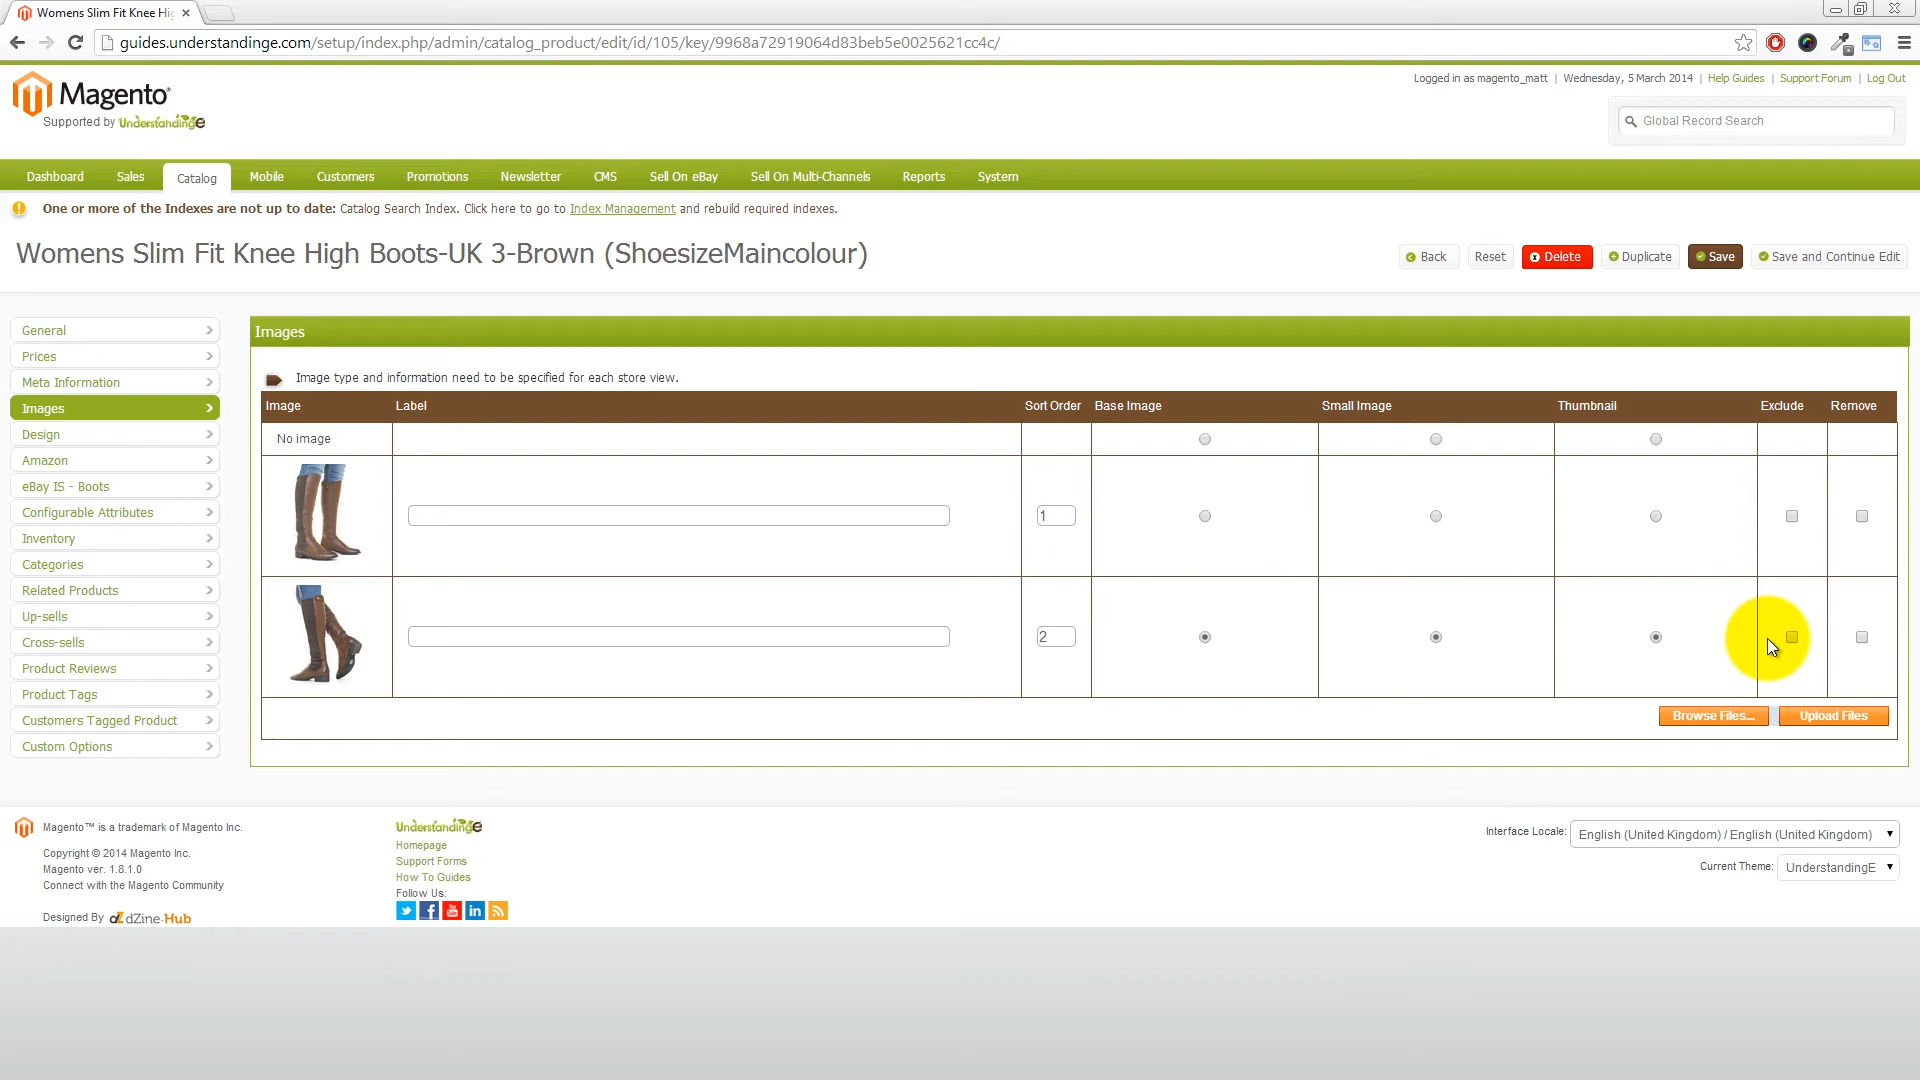 Womens Slim Fit Knee Hi
guides.understandinge.com/setup/index.php/admin/catalog_product/edit/id/105/key/9968a72919064d83beb5e0025621cc4c/
Magento
Supported by UnderstandingE
Logged in as magento_matt | Wednesday, 5 March 2014 | Help Guides | Support Forum | Log Out
Global Record Search
Dashboard Sales Catalog Mobile Customers Promotions Newsletter CMS Sell On eBay Sell On Multi-Channels Reports System
One or more of the Indexes are not up to date: Catalog Search Index. Click here to go to Index Management and rebuild required indexes.
Womens Slim Fit Knee High Boots-UK 3-Brown (ShoesizeMaincolour)
Back Reset Delete Duplicate Save Save and Continue Edit
General
Prices
Meta Information
Images
Design
Amazon
eBay IS - Boots
Configurable Attributes
Inventory
Categories
Related Products
Up-sells
Cross-sells
Product Reviews
Product Tags
Customers Tagged Product
Custom Options
Images
Image type and information need to be specified for each store view.
Image Label Sort Order Base Image Small Image Thumbnail Exclude Remove
No image
1
2
Browse Files... Upload Files
Magento™ is a trademark of Magento Inc.
Copyright © 2014 Magento Inc.
Magento ver. 1.8.1.0
Connect with the Magento Community
Designed By dZine-Hub
UnderstandingE
Homepage
Support Forms
How To Guides
Follow Us:
Interface Locale: English (United Kingdom) / English (United Kingdom)
Current Theme: UnderstandingE